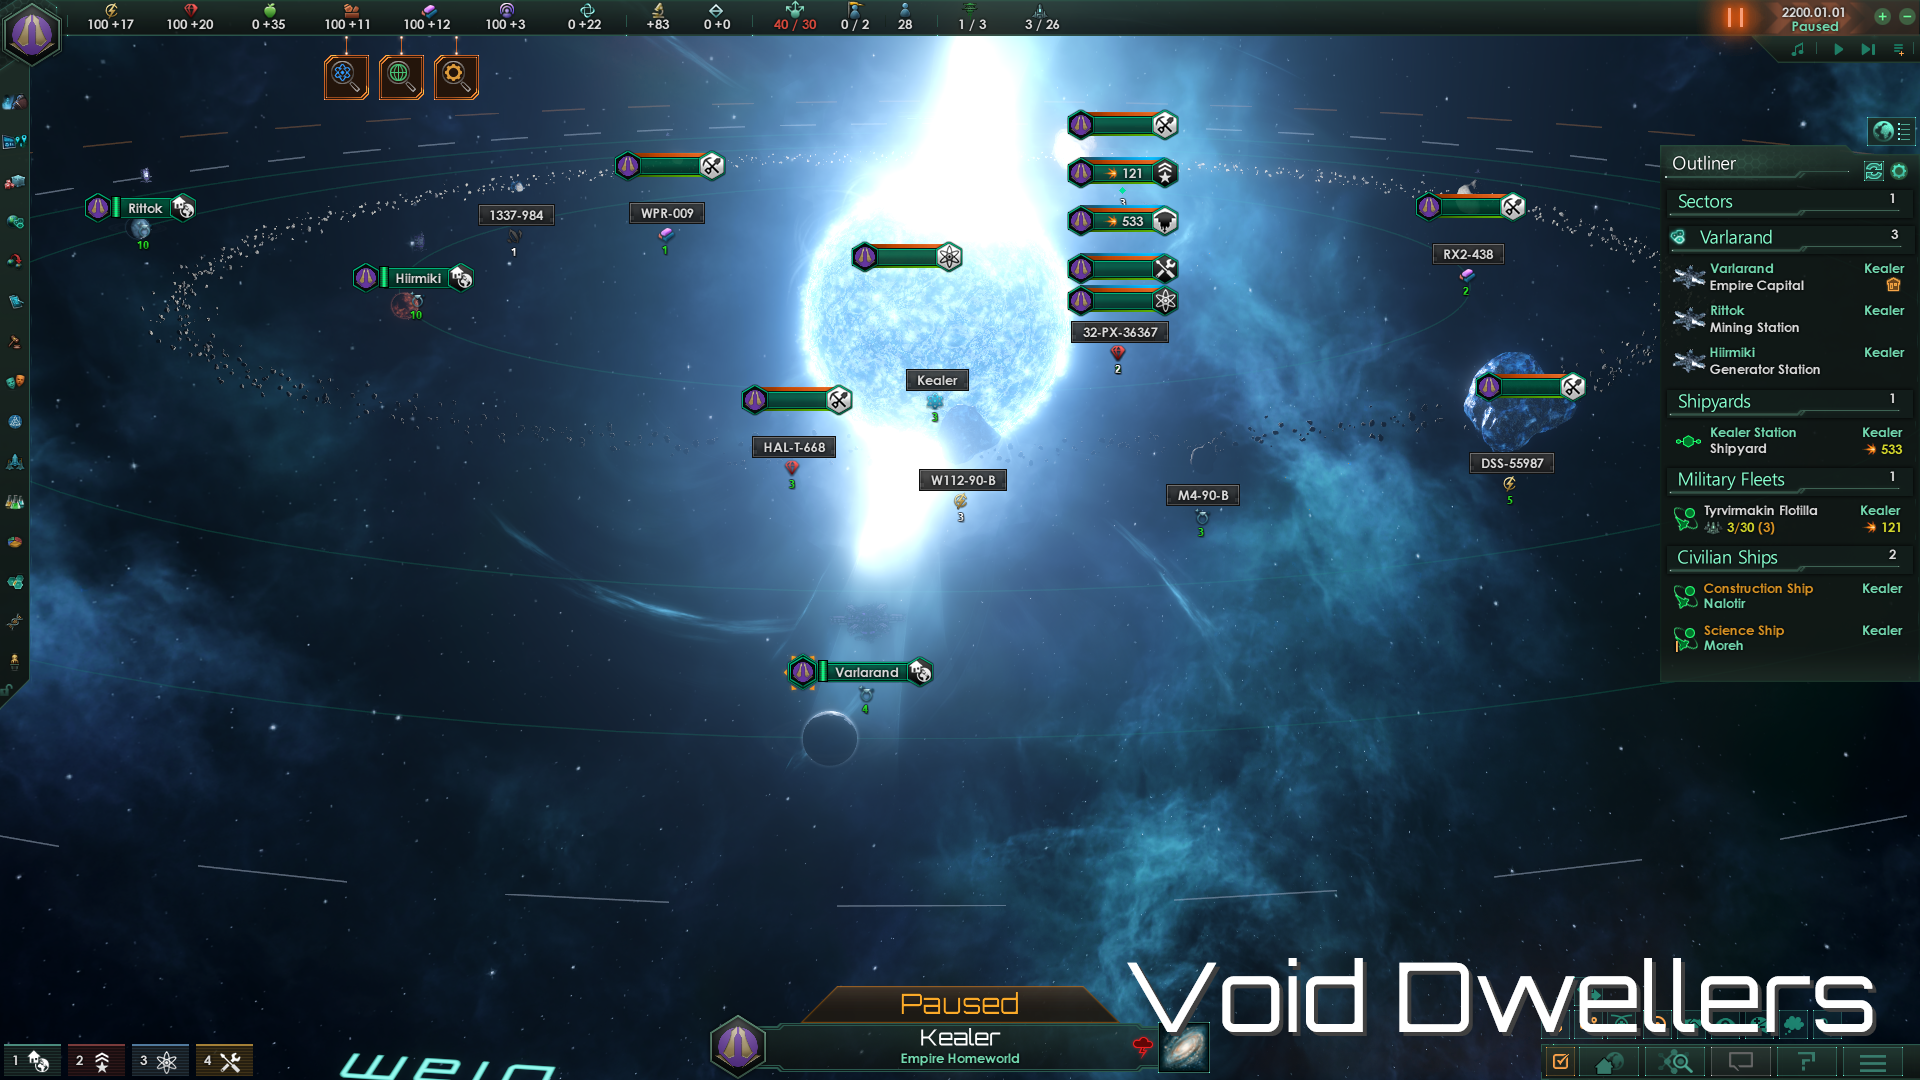 100 +17
100 +20
0 +35
100 +11
100 +12
100 +3
0 +22
+83
0 +0
40 / 30
0 / 2
28
1 / 3
3 / 26
2200.01.01
Paused
Outliner
Sectors 1
Varlarand 3
Varlarand Kealer
Empire Capital
Rittok Kealer
Mining Station
Hiirmiki Kealer
Generator Station
Shipyards 1
Kealer Station Kealer
Shipyard 533
Military Fleets 1
Tyrvirmakin Flotilla Kealer
3/30 (3) 121
Civilian Ships 2
Construction Ship Kealer
Nalotir
Science Ship Kealer
Moreh
121
3
533
Rittok
10
1337-984
1
WPR-009
1
Hiirmiki
10
RX2-438
2
32-PX-36367
2
Kealer
3
HAL-T-668
3
W112-90-B
3
M4-90-B
3
DSS-55987
5
Varlarand
4
Void Dwellers
Paused
Kealer
Empire Homeworld
1
2
3
4